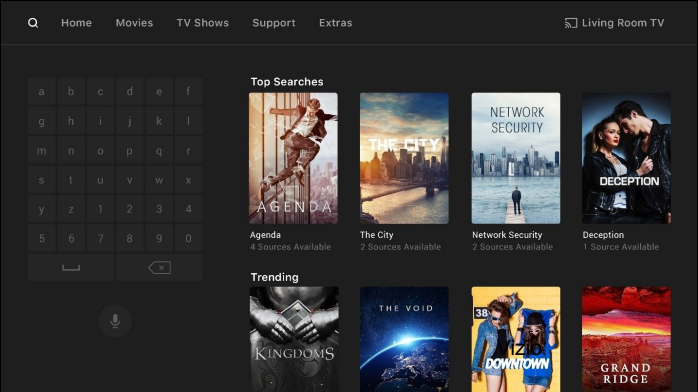 Home Movies TV Shows Support Extras Living Room TV
a b c d e f
g h i j k l
m n o p q r
s t u v w x
y z 1 2 3 4
5 6 7 8 9 0
Top Searches
AGENDA
THE CITY
NETWORK
SECURITY
DECEPTION
Agenda
4 Sources Available
The City
2 Sources Available
Network Security
2 Sources Available
Deception
1 Source Available
Trending
KINGDOMS
THE VOID
38
DOWNTOWN
GRAND
RIDGE